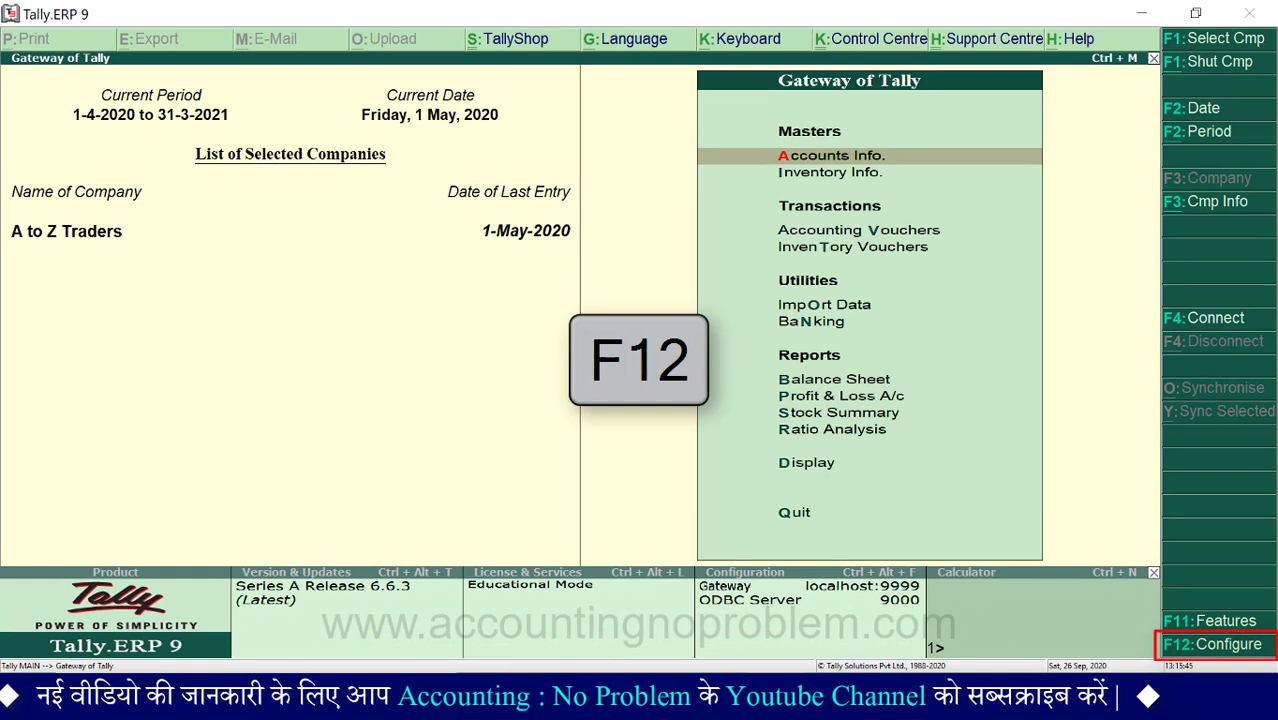 Tally.ERP 9
P: Print E: Export M: E-Mail O: Upload S: TallyShop G: Language K: Keyboard K: Control Centre H: Support Centre H: Help
Gateway of Tally Ctrl + M
Current Period Current Date
1-4-2020 to 31-3-2021 Friday, 1 May, 2020
List of Selected Companies
Name of Company Date of Last Entry
A to Z Traders 1-May-2020
Gateway of Tally
Masters
Accounts Info.
Inventory Info.
Transactions
Accounting Vouchers
InvenTory Vouchers
Utilities
ImpOrt Data
BaNking
Reports
Balance Sheet
Profit & Loss A/c
Stock Summary
Ratio Analysis
Display
Quit
F12
F1: Select Cmp
F1: Shut Cmp
F2: Date
F2: Period
F3: Company
F3: Cmp Info
F4: Connect
F4: Disconnect
O: Synchronise
Y: Sync Selected
F11: Features
F12: Configure
Product
Tally
POWER OF SIMPLICITY
Tally.ERP 9
Version & Updates Ctrl + Alt + T
Series A Release 6.6.3
(Latest)
License & Services Ctrl + Alt + L
Educational Mode
Configuration Ctrl + Alt + F
Gateway localhost:9999
ODBC Server 9000
Calculator Ctrl + N
1>
www.accountingnoproblem.com
Tally MAIN --> Gateway of Tally © Tally Solutions Pvt Ltd., 1988-2020 Sat, 26 Sep, 2020 13:15:45
नई वीडियो की जानकारी के लिए आप Accounting : No Problem के Youtube Channel को सब्सक्राइब करें |